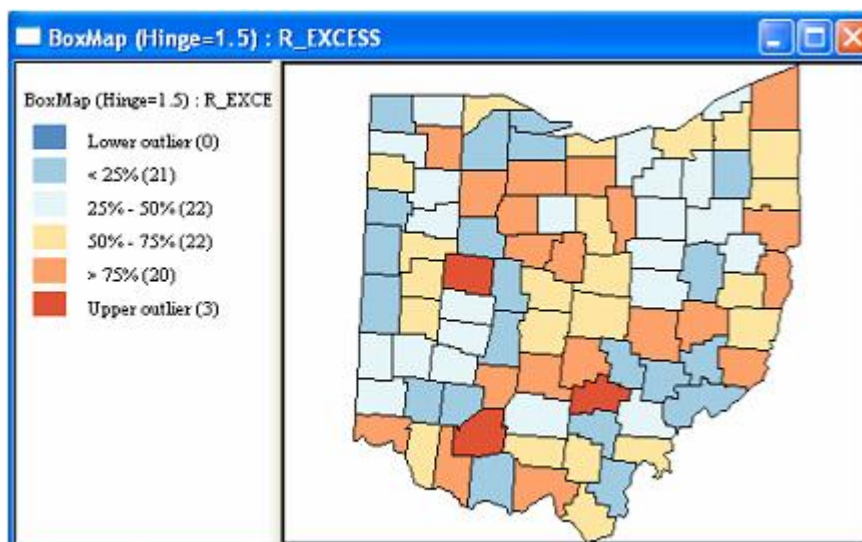 BoxMap (Hinge=1.5) : R_EXCESS
BoxMap (Hinge=1.5) : R_EXCE
Lower outlier (0)
< 25% (21)
25% - 50% (22)
50% - 75% (22)
> 75% (20)
Upper outlier (3)